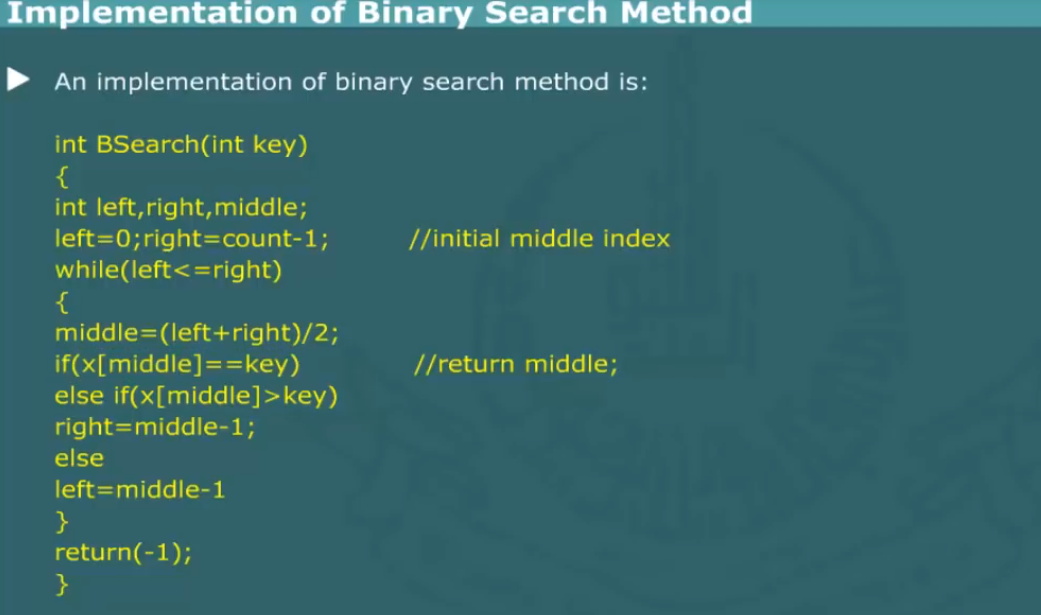 Implementation of Binary Search Method
An implementation of binary search method is:
int BSearch(int key)
{
int left,right,middle;
left=0;right=count-1; //initial middle index
while(left<=right)
{
middle=(left+right)/2;
if(x[middle]==key) //return middle;
else if(x[middle]>key)
right=middle-1;
else
left=middle-1
}
return(-1);
}